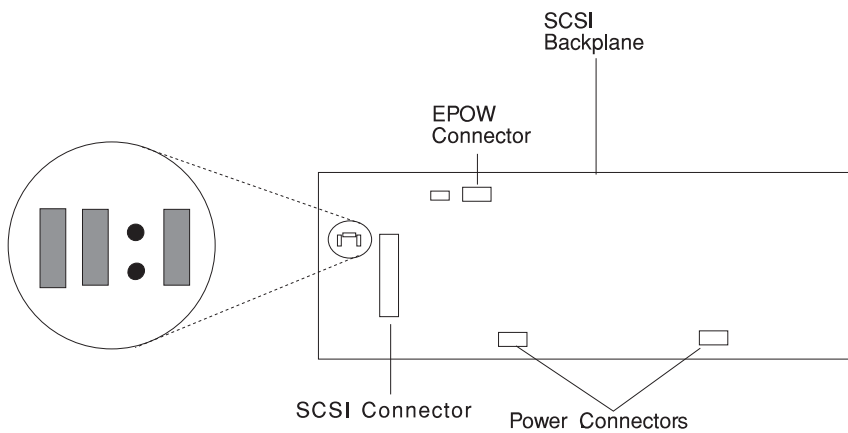 SCSI
Backplane
EPOW
Connector
SCSI Connector
Power Connectors